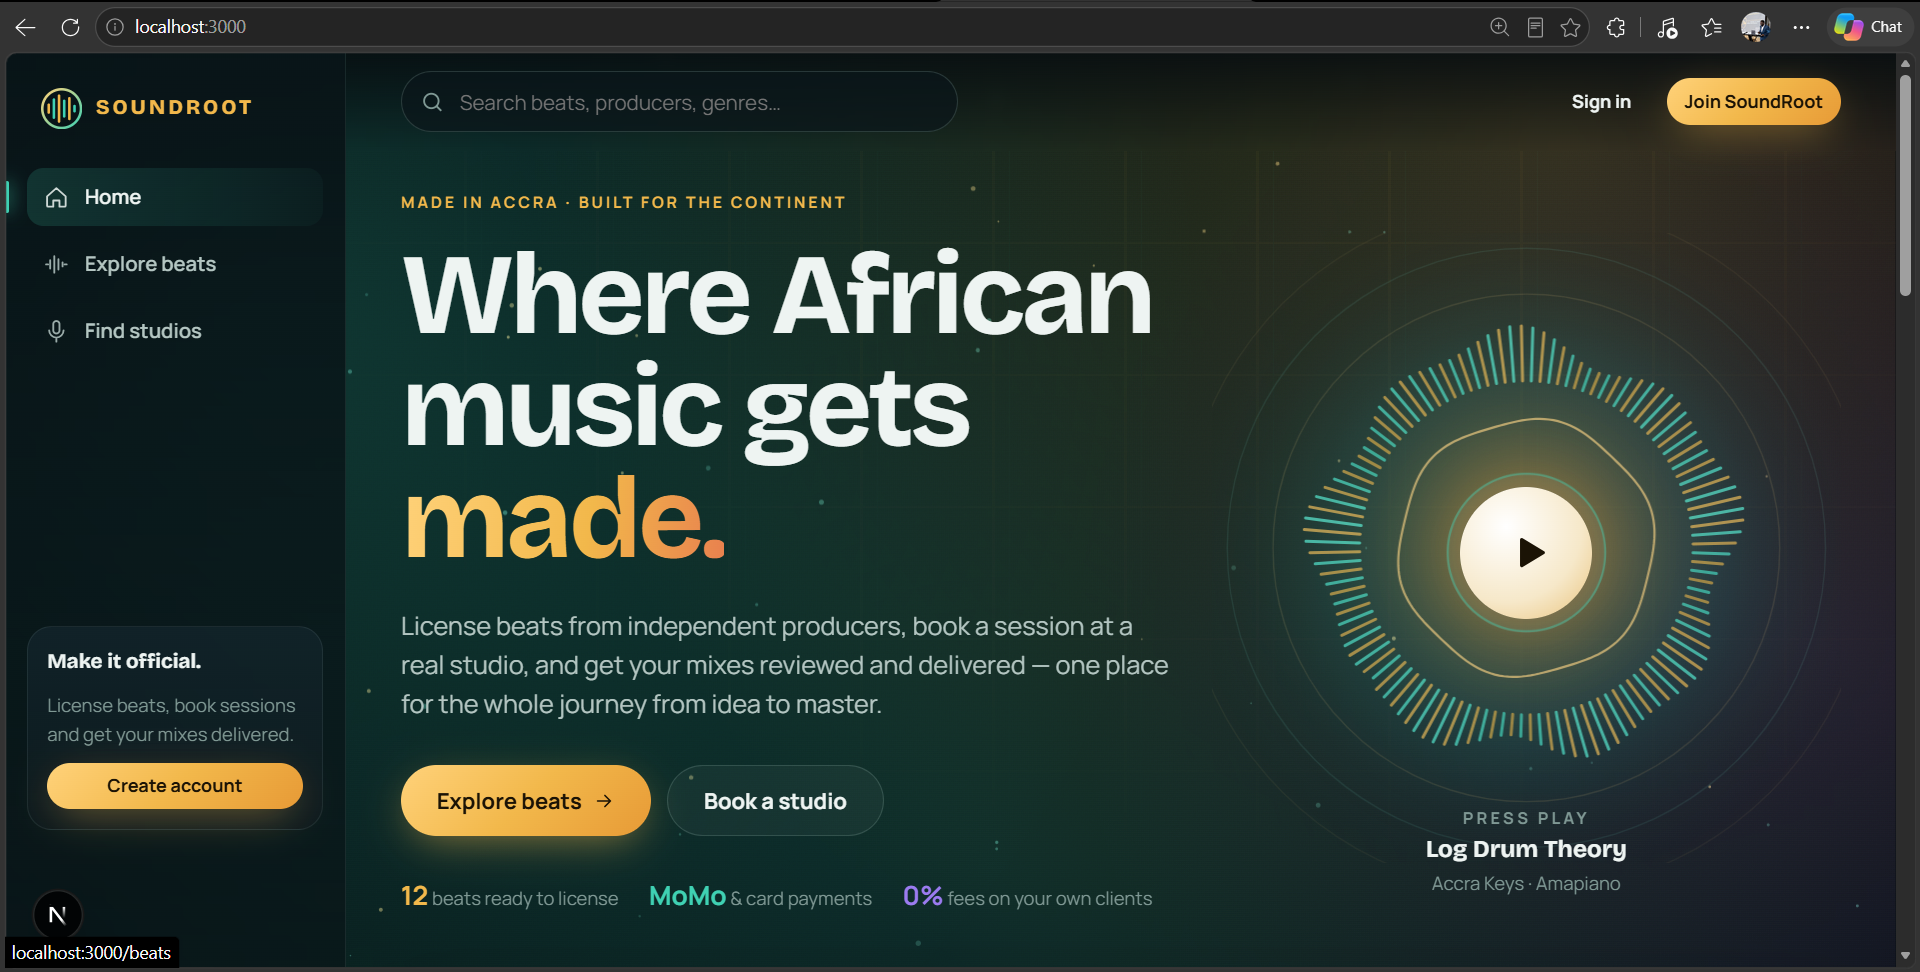 localhost:3000
Chat
SOUNDROOT
Search beats, producers, genres...
Sign in
Join SoundRoot
Home
Explore beats
Find studios
Make it official.
License beats, book sessions
and get your mixes delivered.
Create account
N
localhost:3000/beats
MADE IN ACCRA · BUILT FOR THE CONTINENT
Where African
music gets
made.
License beats from independent producers, book a session at a
real studio, and get your mixes reviewed and delivered — one place
for the whole journey from idea to master.
Explore beats →
Book a studio
12 beats ready to license
MoMo & card payments
0% fees on your own clients
PRESS PLAY
Log Drum Theory
Accra Keys · Amapiano